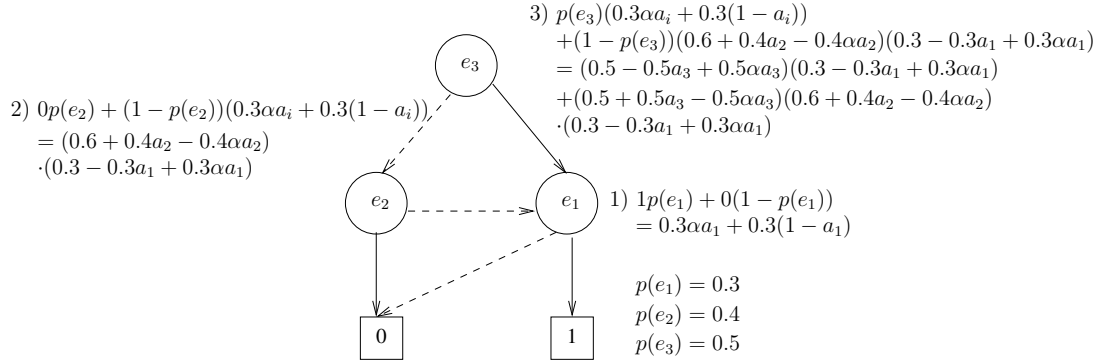 3) p(e₃)(0.3αaᵢ + 0.3(1 − aᵢ))
+(1 − p(e₃))(0.6 + 0.4a₂ − 0.4αa₂)(0.3 − 0.3a₁ + 0.3αa₁)
= (0.5 − 0.5a₃ + 0.5αa₃)(0.3 − 0.3a₁ + 0.3αa₁)
+(0.5 + 0.5a₃ − 0.5αa₃)(0.6 + 0.4a₂ − 0.4αa₂)
·(0.3 − 0.3a₁ + 0.3αa₁)
e₃
2) 0p(e₂) + (1 − p(e₂))(0.3αaᵢ + 0.3(1 − aᵢ))
= (0.6 + 0.4a₂ − 0.4αa₂)
·(0.3 − 0.3a₁ + 0.3αa₁)
e₂
e₁
1) 1p(e₁) + 0(1 − p(e₁))
= 0.3αa₁ + 0.3(1 − a₁)
p(e₁) = 0.3
p(e₂) = 0.4
p(e₃) = 0.5
0
1